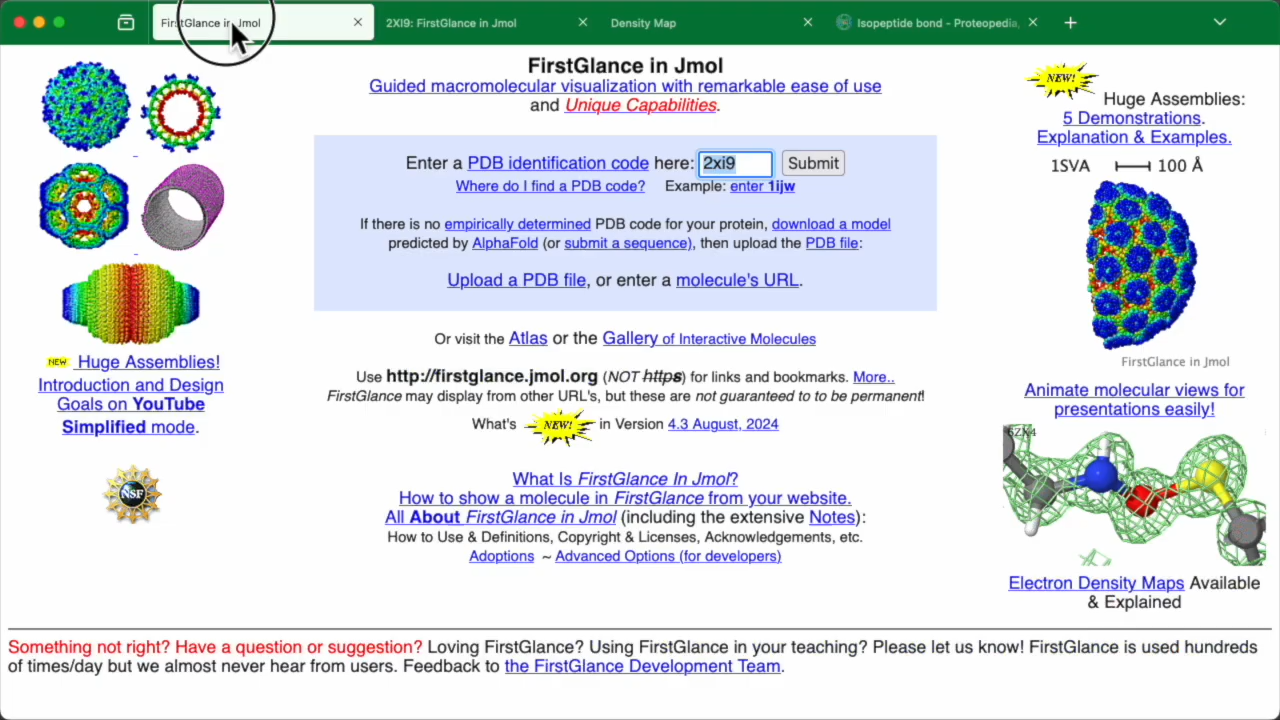 FirstGlance in Jmol
2XI9: FirstGlance in Jmol
Density Map
Isopeptide bond - Proteopedia,
FirstGlance in Jmol
Guided macromolecular visualization with remarkable ease of use
and Unique Capabilities.
Enter a PDB identification code here: 2xi9 Submit
Where do I find a PDB code? Example: enter 1ijw
If there is no empirically determined PDB code for your protein, download a model
predicted by AlphaFold (or submit a sequence), then upload the PDB file:
Upload a PDB file, or enter a molecule's URL.
Or visit the Atlas or the Gallery of Interactive Molecules
Use http://firstglance.jmol.org (NOT https) for links and bookmarks. More..
FirstGlance may display from other URL's, but these are not guaranteed to to be permanent!
What's NEW! in Version 4.3 August, 2024
What Is FirstGlance In Jmol?
How to show a molecule in FirstGlance from your website.
All About FirstGlance in Jmol (including the extensive Notes):
How to Use & Definitions, Copyright & Licenses, Acknowledgements, etc.
Adoptions ~ Advanced Options (for developers)
NEW Huge Assemblies!
Introduction and Design
Goals on YouTube
Simplified mode.
NSF
NEW!
Huge Assemblies:
5 Demonstrations.
Explanation & Examples.
1SVA 100 Å
FirstGlance in Jmol
Animate molecular views for
presentations easily!
6ZX4
Electron Density Maps Available
& Explained
Something not right? Have a question or suggestion? Loving FirstGlance? Using FirstGlance in your teaching? Please let us know! FirstGlance is used hundreds
of times/day but we almost never hear from users. Feedback to the FirstGlance Development Team.